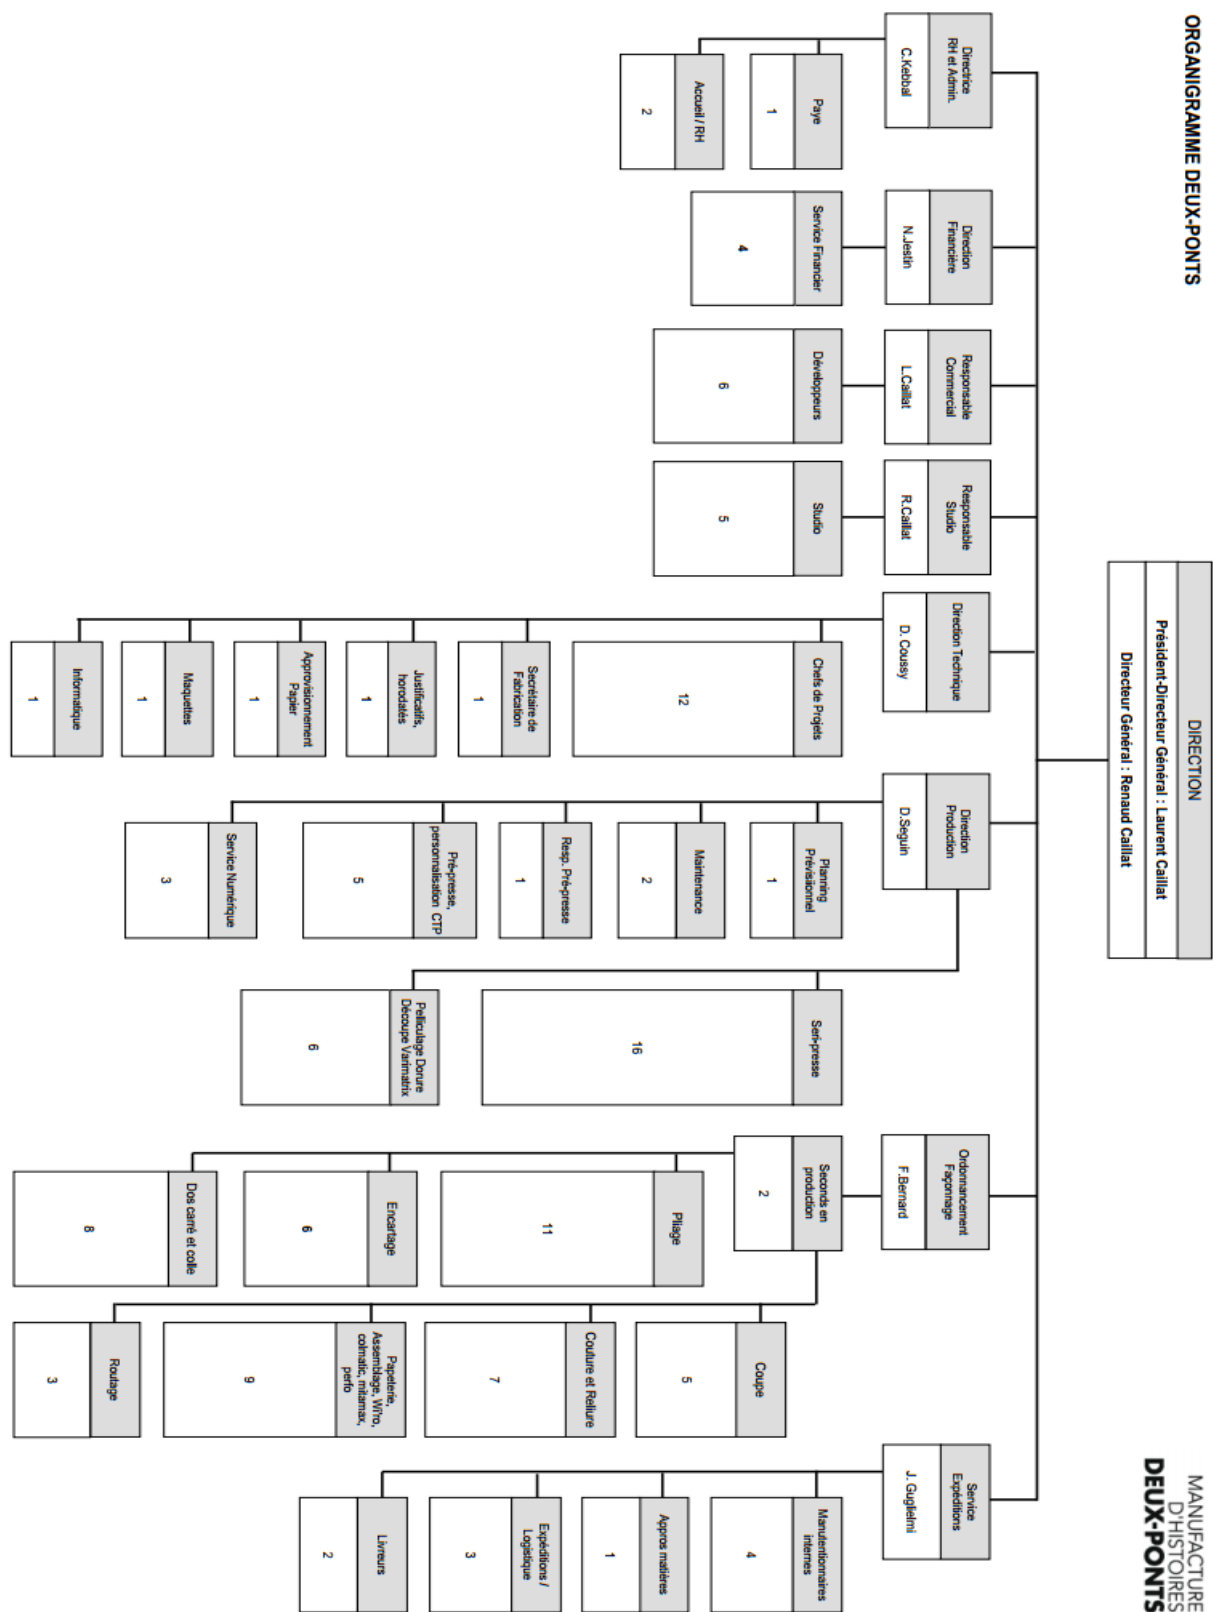 ORGANIGRAMME DEUX-PONTS
MANUFACTURE
D'HISTOIRES
DEUX-PONTS
DIRECTION
Président-Directeur Général : Laurent Caillat
Directeur Général : Renaud Caillat
Directrice
RH et Admin.
C.Kebbal
Paye
1
Accueil / RH
2
Direction
Financière
N.Jestin
Service Financier
4
Responsable
Commercial
L.Caillat
Développeurs
6
Responsable
Studio
R.Caillat
Studio
5
Direction Technique
D. Coussy
Chefs de Projets
12
Secrétaire de
Fabrication
1
Justificatifs,
horodatés
1
Approvisionnement
Papier
1
Maquettes
1
Informatique
1
Direction
Production
D.Seguin
Planning
Prévisiionnel
1
Maintenance
2
Resp. Pré-presse
1
Pré-presse,
personnalisation CTP
5
Service Numérique
3
Seri-presse
16
Pelliculage Dorure
Découpe Varimatrix
6
Ordonnancement
Façonnage
F.Bernard
Seconds en
production
2
Pliage
11
Encartage
6
Dos carré et colle
8
Coupe
5
Couture et Reliure
7
Papeterie,
Assemblage, Wi'ro,
colmatic, mitamax,
perfo
9
Routage
3
Service
Expéditions
J. Guglielmi
Manutentionnaires
internes
4
Appros matières
1
Expéditions /
Logistique
3
Livreurs
2